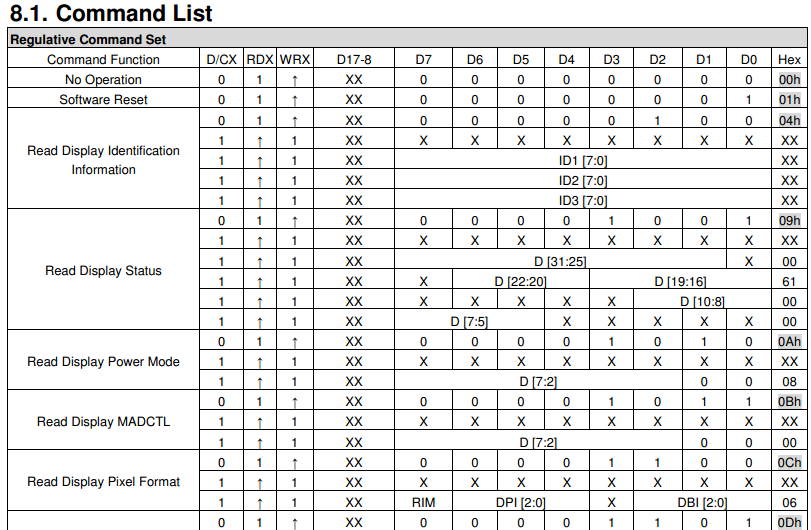 8.1. Command List
Regulative Command Set
Command Function D/CX RDX WRX D17-8 D7 D6 D5 D4 D3 D2 D1 D0 Hex
No Operation 0 1 ↑ XX 0 0 0 0 0 0 0 0 00h
Software Reset 0 1 ↑ XX 0 0 0 0 0 0 0 1 01h
Read Display Identification Information 0 1 ↑ XX 0 0 0 0 0 1 0 0 04h
1 ↑ 1 XX X X X X X X X X XX
1 ↑ 1 XX ID1 [7:0] XX
1 ↑ 1 XX ID2 [7:0] XX
1 ↑ 1 XX ID3 [7:0] XX
Read Display Status 0 1 ↑ XX 0 0 0 0 1 0 0 1 09h
1 ↑ 1 XX X X X X X X X X XX
1 ↑ 1 XX D [31:25] X 00
1 ↑ 1 XX X D [22:20] D [19:16] 61
1 ↑ 1 XX X X X X X D [10:8] 00
1 ↑ 1 XX D [7:5] X X X X X 00
Read Display Power Mode 0 1 ↑ XX 0 0 0 0 1 0 1 0 0Ah
1 ↑ 1 XX X X X X X X X X XX
1 ↑ 1 XX D [7:2] 0 0 08
Read Display MADCTL 0 1 ↑ XX 0 0 0 0 1 0 1 1 0Bh
1 ↑ 1 XX X X X X X X X X XX
1 ↑ 1 XX D [7:2] 0 0 00
Read Display Pixel Format 0 1 ↑ XX 0 0 0 0 1 1 0 0 0Ch
1 ↑ 1 XX X X X X X X X X XX
1 ↑ 1 XX RIM DPI [2:0] X DBI [2:0] 06
0 1 ↑ XX 0 0 0 0 1 1 0 1 0Dh